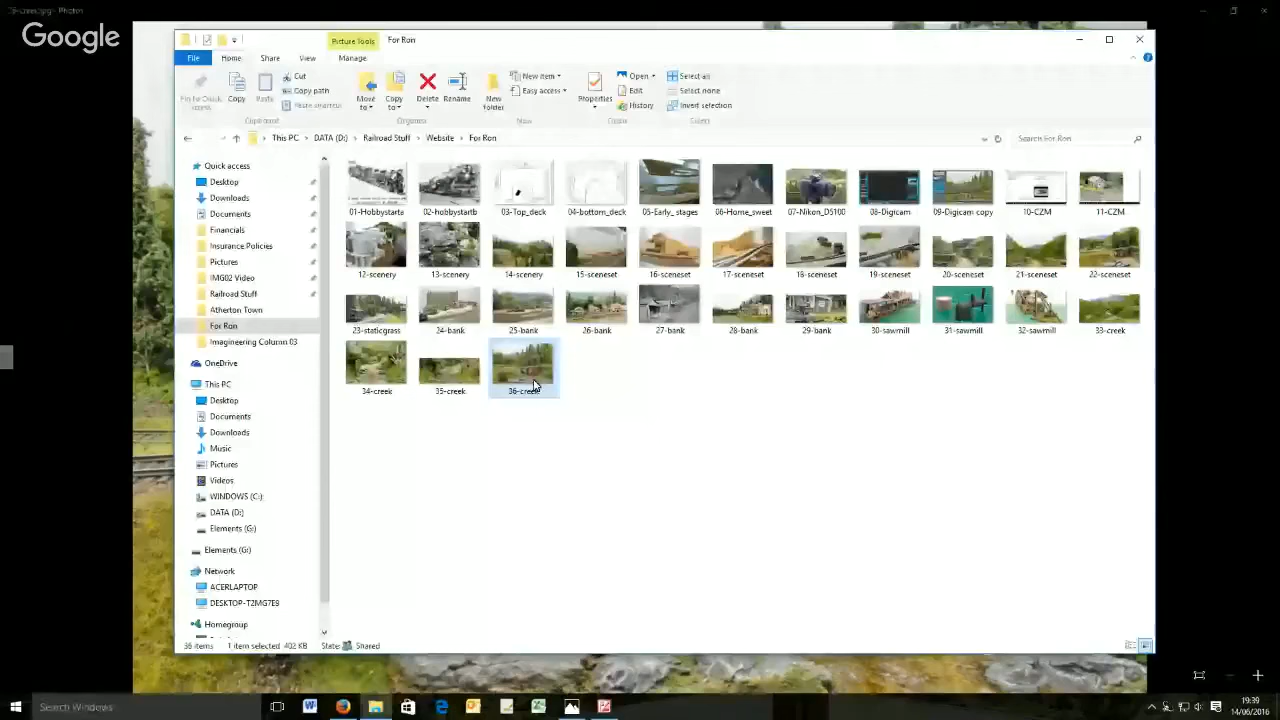 Photos
Google
Picture Tools
For Ron
File
Home
Share
View
Manage
Copy
Paste
Cut
Copy path
Paste shortcut
Move to
Copy to
Delete
Rename
New folder
New item
Easy access
Properties
Open
Edit
History
Select all
Select none
Invert selection
Clipboard
Organise
New
Open
Select
This PC
DATA (D:)
Railroad Stuff
Website
For Ron
Search For Ron
Quick access
Desktop
Downloads
Documents
Financials
Insurance Policies
Pictures
IMG02 Video
Railroad Stuff
Atherton Town
For Ron
Imagineering Column 03
OneDrive
This PC
Desktop
Documents
Downloads
Music
Pictures
Videos
WINDOWS (C:)
DATA (D:)
Elements (G:)
Elements (G:)
Network
ACERLAPTOP
DESKTOP-T2MG7E8
Homegroup
01-Hobbystarta
02-hobbystartb
03-Top_deck
04-bottom_deck
05-Early_stages
06-Home_sweet
07-Nikon_D5100
08-Digicam
09-Digicam copy
10-CZM
11-CZM
12-scenery
13-scenery
14-scenery
15-sceneset
16-sceneset
17-sceneset
18-sceneset
19-sceneset
20-sceneset
21-sceneset
22-sceneset
23-staticgrass
24-bank
25-bank
26-bank
27-bank
28-bank
29-bank
30-sawmill
31-sawmill
32-sawmill
33-creek
34-creek
35-creek
36-creek
36 items
1 item selected
402 KB
State:
Shared
Search Windows
19:39
14/06/2016